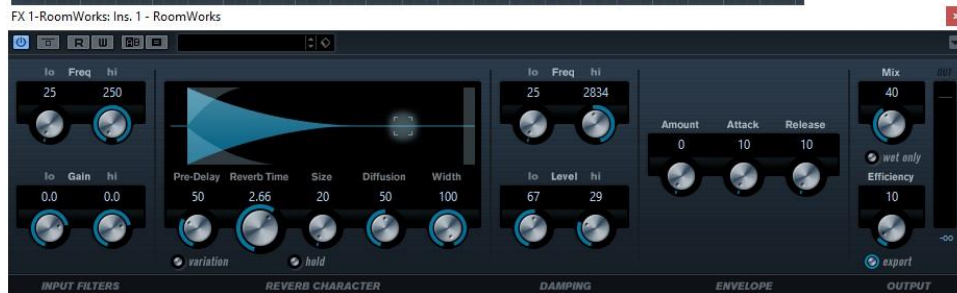 FX 1-RoomWorks: Ins. 1 - RoomWorks
x
R W AB
lo Freq hi
25 250
lo Gain hi
0.0 0.0
INPUT FILTERS
Pre-Delay Reverb Time Size Diffusion Width
50 2.66 20 50 100
variation hold
REVERB CHARACTER
lo Freq hi
25 2834
lo Level hi
67 29
DAMPING
Amount Attack Release
0 10 10
ENVELOPE
Mix OUT
40
wet only
Efficiency
10
-∞
export
OUTPUT